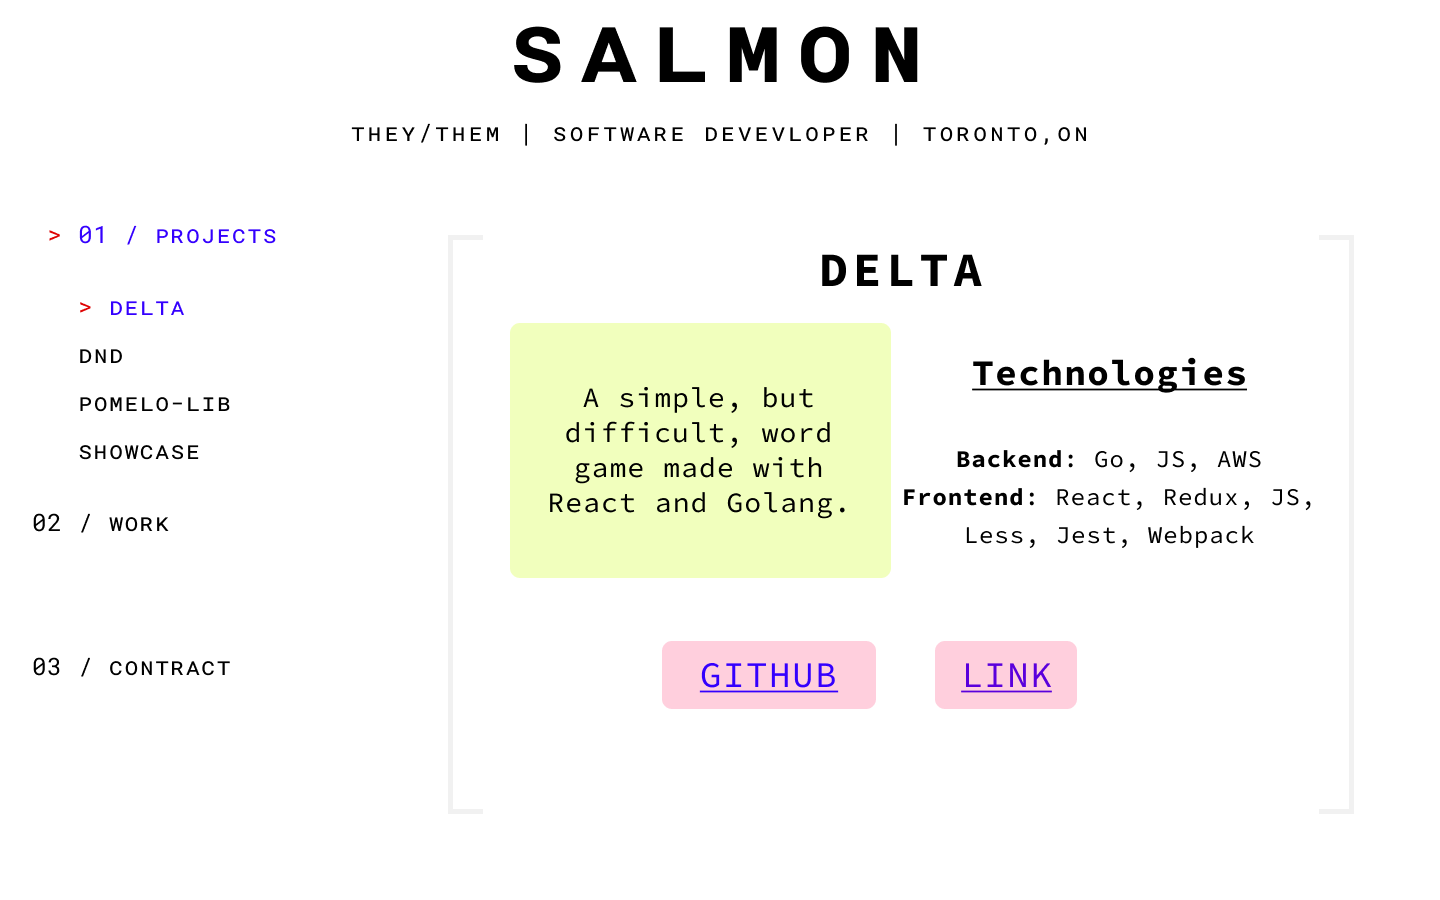 SALMON
THEY/THEM | SOFTWARE DEVEVLOPER | TORONTO,ON
> 01 / PROJECTS
> DELTA
DND
POMELO-LIB
SHOWCASE
02 / WORK
03 / CONTRACT
DELTA
A simple, but
difficult, word
game made with
React and Golang.
Technologies
Backend: Go, JS, AWS
Frontend: React, Redux, JS,
Less, Jest, Webpack
GITHUB
LINK